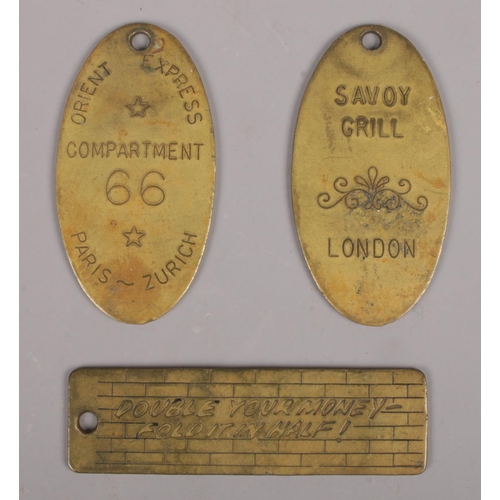 ORIENT EXPRESS
COMPARTMENT
66
PARIS ~ ZURICH
SAVOY
GRILL
LONDON
DOUBLE YOUR MONEY-
FOLD IT IN HALF!